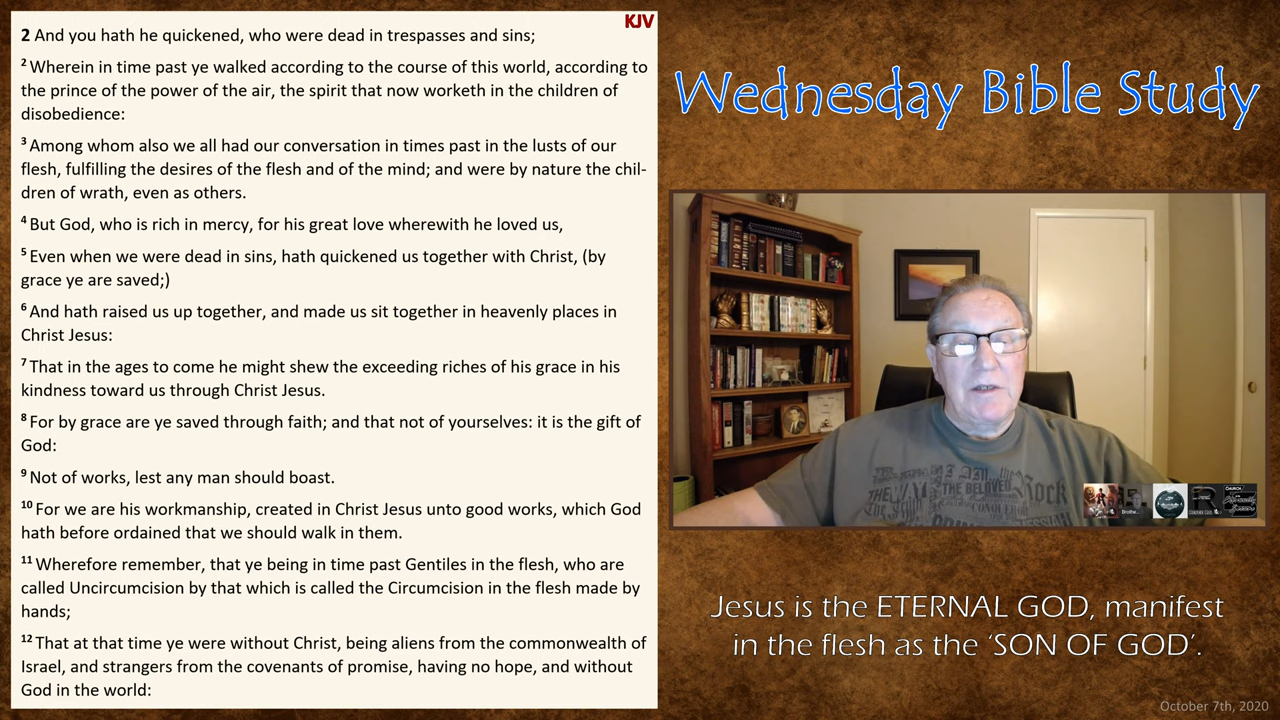 KJV
2 And you hath he quickened, who were dead in trespasses and sins;
2 Wherein in time past ye walked according to the course of this world, according to
the prince of the power of the air, the spirit that now worketh in the children of
disobedience:
3 Among whom also we all had our conversation in times past in the lusts of our
flesh, fulfilling the desires of the flesh and of the mind; and were by nature the chil-
dren of wrath, even as others.
4 But God, who is rich in mercy, for his great love wherewith he loved us,
5 Even when we were dead in sins, hath quickened us together with Christ, (by
grace ye are saved;)
6 And hath raised us up together, and made us sit together in heavenly places in
Christ Jesus:
7 That in the ages to come he might shew the exceeding riches of his grace in his
kindness toward us through Christ Jesus.
8 For by grace are ye saved through faith; and that not of yourselves: it is the gift of
God:
9 Not of works, lest any man should boast.
10 For we are his workmanship, created in Christ Jesus unto good works, which God
hath before ordained that we should walk in them.
11 Wherefore remember, that ye being in time past Gentiles in the flesh, who are
called Uncircumcision by that which is called the Circumcision in the flesh made by
hands;
12 That at that time ye were without Christ, being aliens from the commonwealth of
Israel, and strangers from the covenants of promise, having no hope, and without
God in the world:
Wednesday Bible Study
I AM the
THE WAY THE BELOVED Rock
CHURCH
Brothe...
Jesus is the ETERNAL GOD, manifest
in the flesh as the ‘SON OF GOD’.
October 7th, 2020